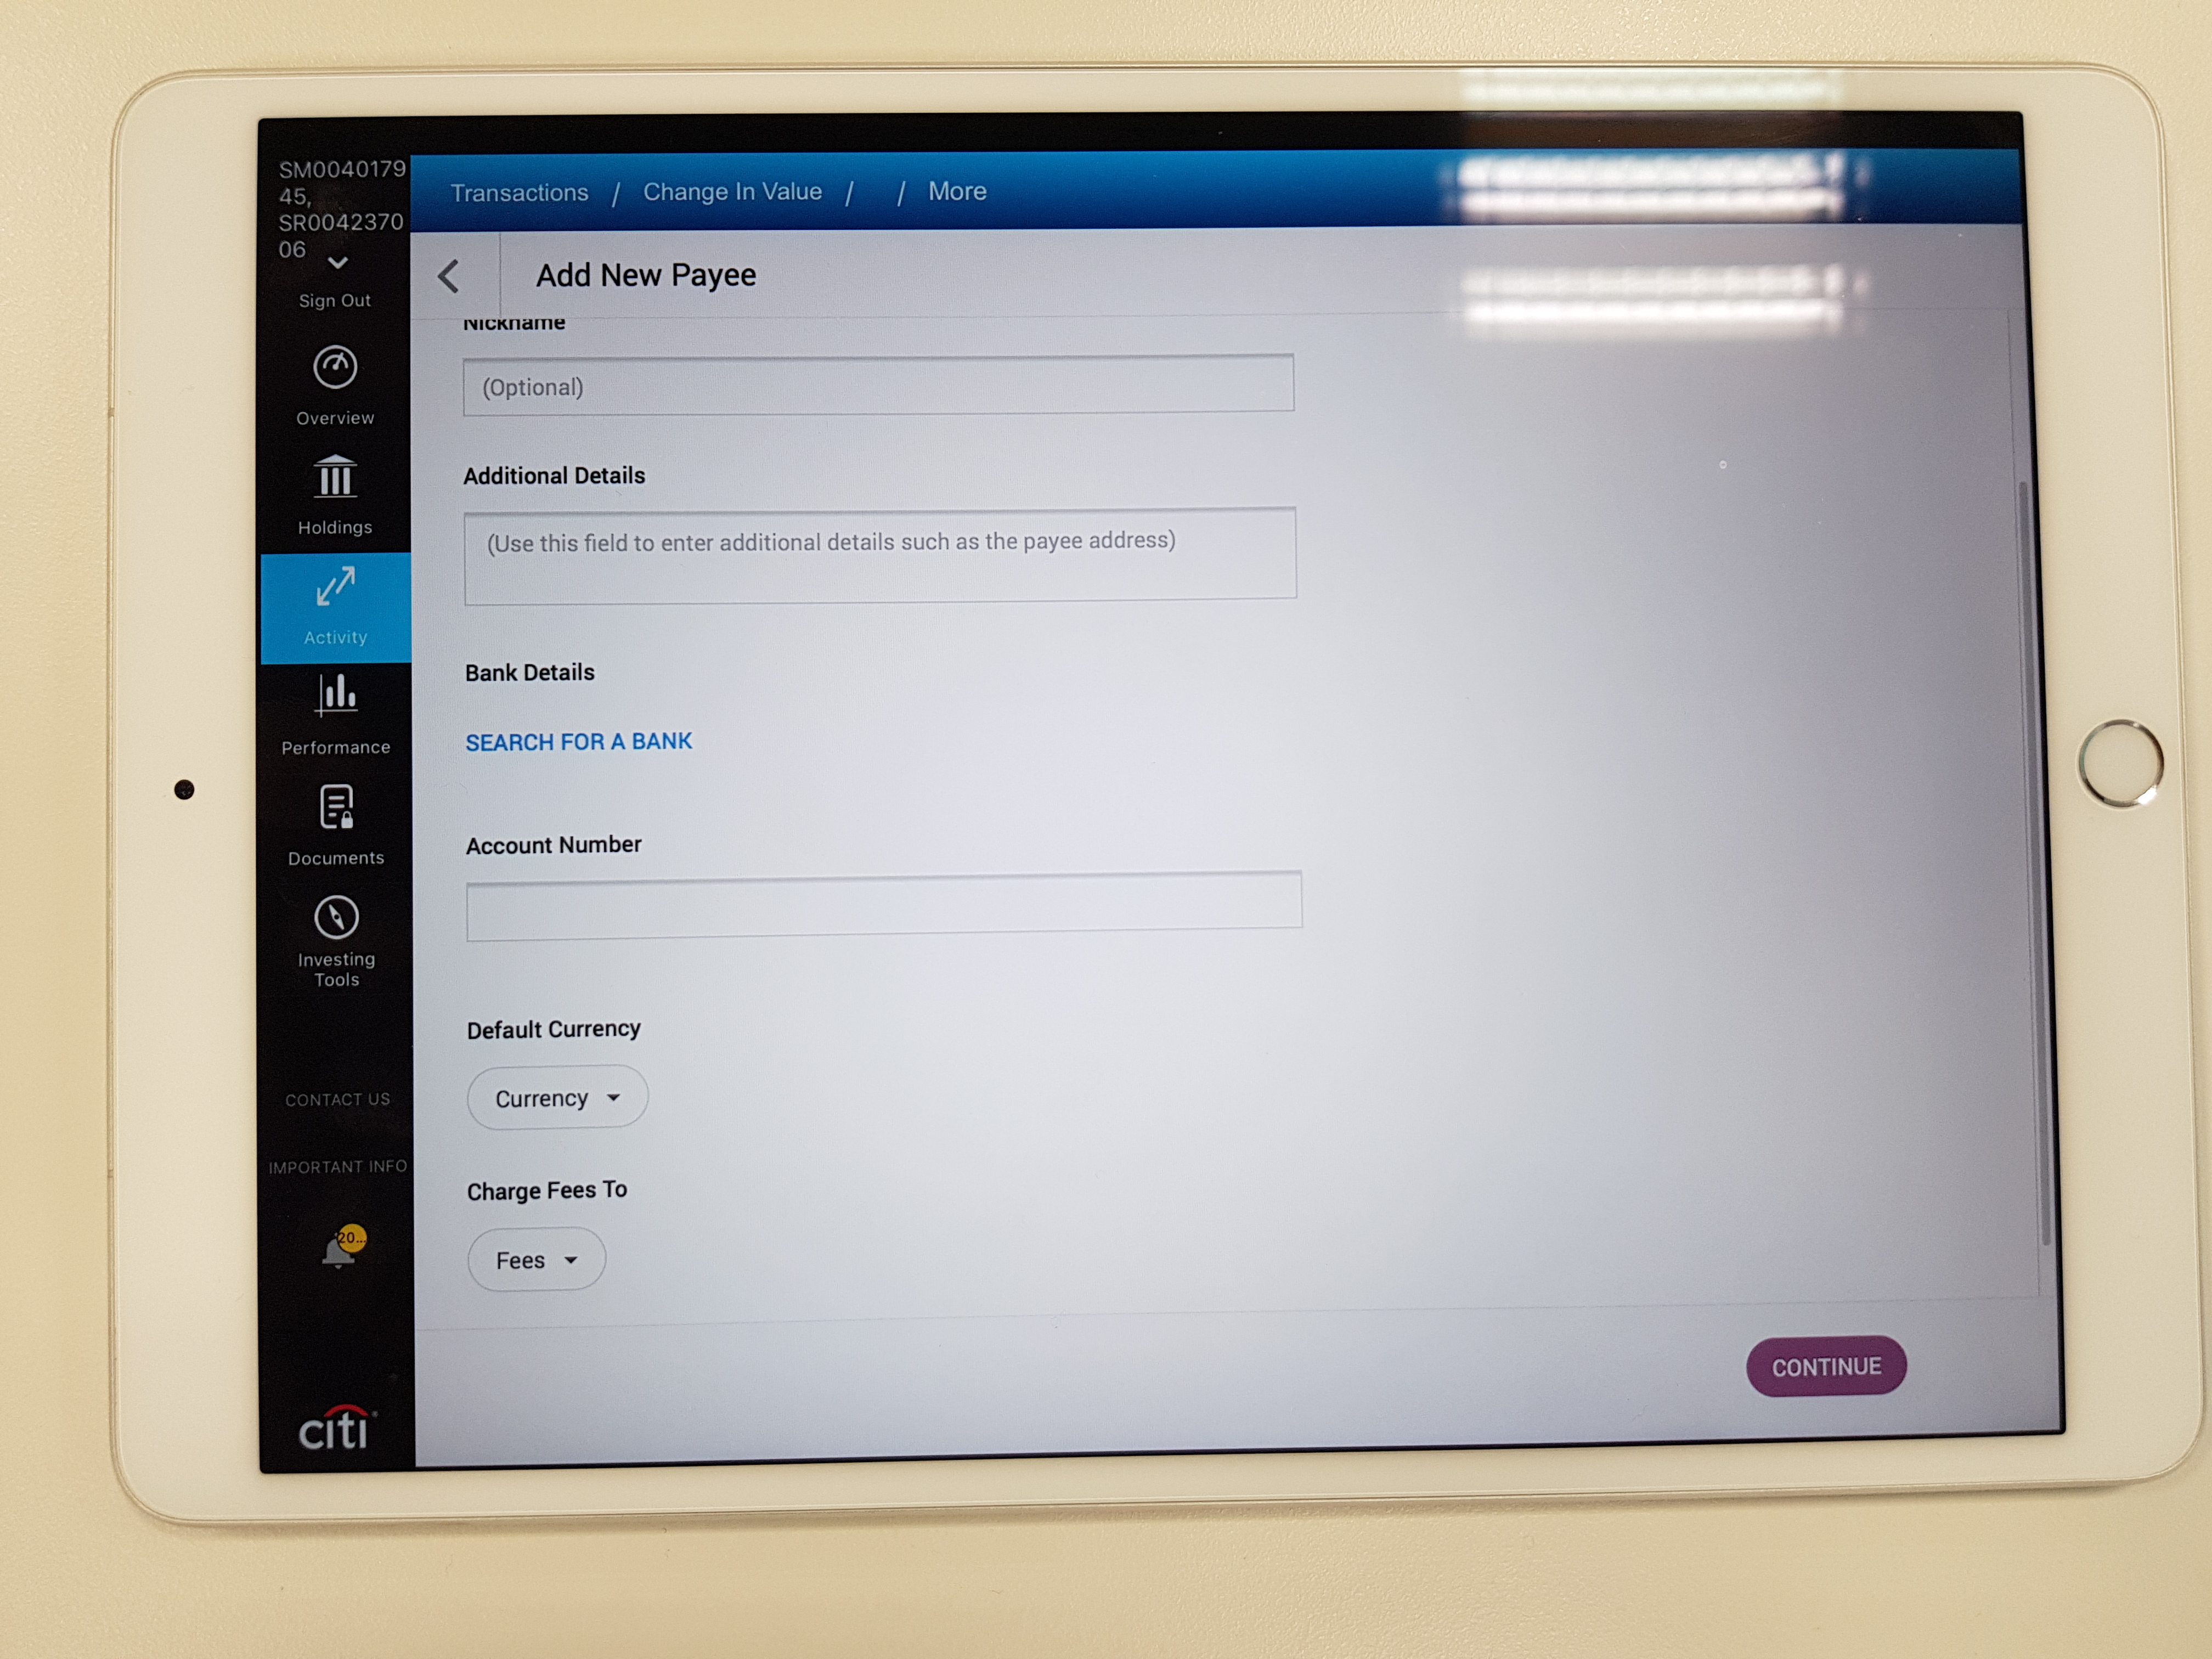 SM0040179
45,
SR0042370
06
Sign Out
Overview
Holdings
Activity
Performance
Documents
Investing
Tools
CONTACT US
IMPORTANT INFO
20...
citi
Transactions / Change In Value / / More
Add New Payee
Nickname
(Optional)
Additional Details
(Use this field to enter additional details such as the payee address)
Bank Details
SEARCH FOR A BANK
Account Number
Default Currency
Currency
Charge Fees To
Fees
CONTINUE